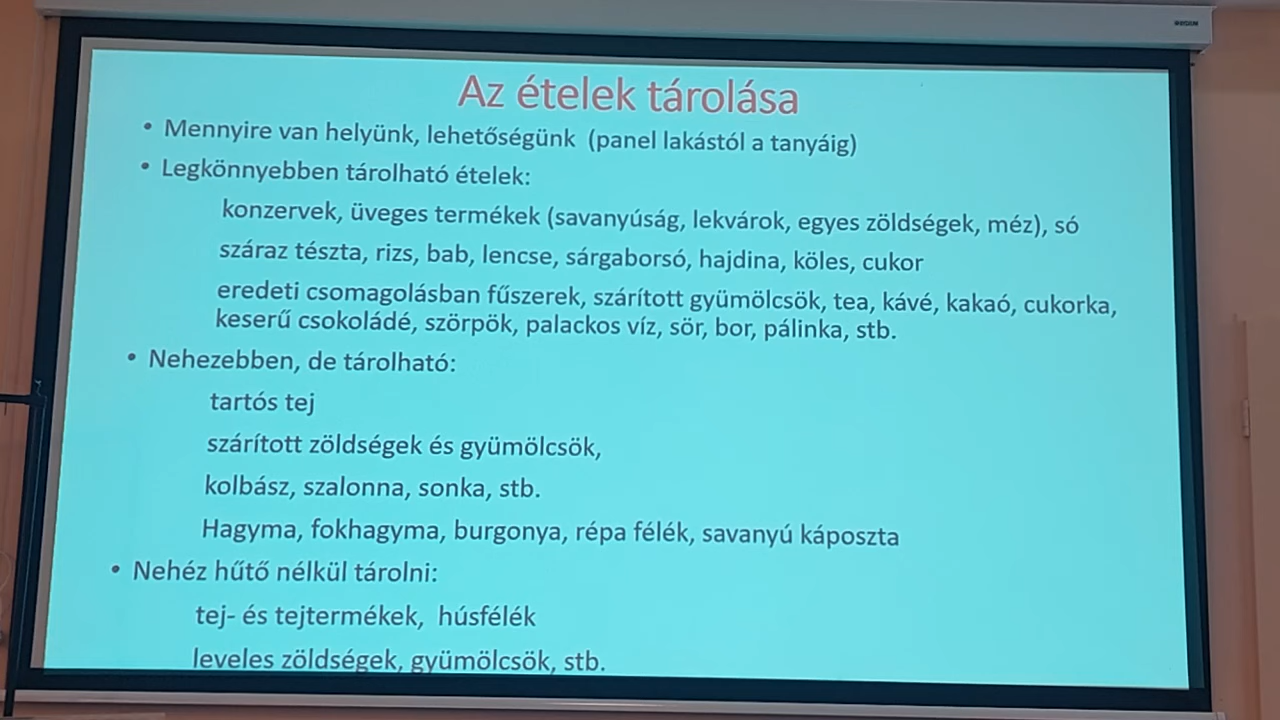 Az ételek tárolása
• Mennyire van helyünk, lehetőségünk (panel lakástól a tanyáig)
• Legkönnyebben tárolható ételek:
konzervek, üveges termékek (savanyúság, lekvárok, egyes zöldségek, méz), só
száraz tészta, rizs, bab, lencse, sárgaborsó, hajdina, köles, cukor
eredeti csomagolásban fűszerek, szárított gyümölcsök, tea, kávé, kakaó, cukorka,
keserű csokoládé, szörpök, palackos víz, sör, bor, pálinka, stb.
• Nehezebben, de tárolható:
tartós tej
szárított zöldségek és gyümölcsök,
kolbász, szalonna, sonka, stb.
Hagyma, fokhagyma, burgonya, répa félék, savanyú káposzta
• Nehéz hűtő nélkül tárolni:
tej- és tejtermékek, húsfélék
leveles zöldségek, gyümölcsök, stb.